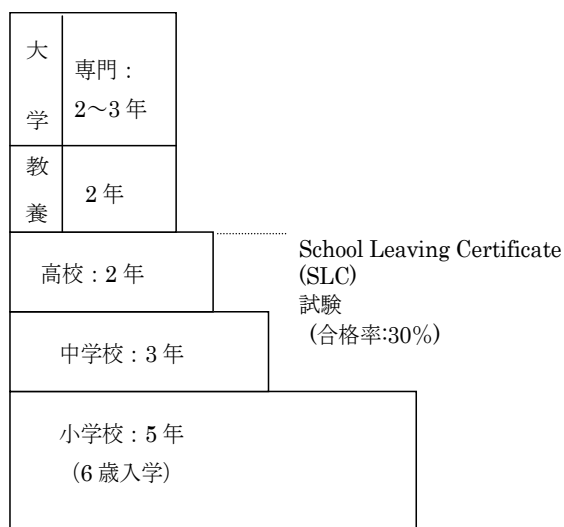 大学
専門：
2～3 年
教養
2 年
School Leaving Certificate
(SLC)
試験
(合格率:30%)
高校：2 年
中学校：3 年
小学校：5 年
（6 歳入学）